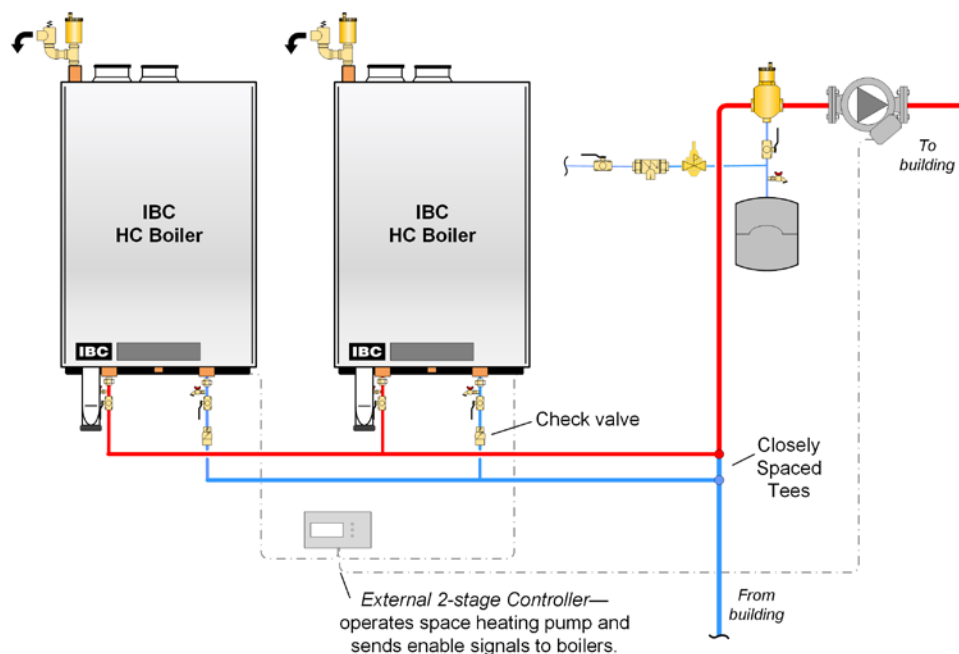 IBC
HC Boiler
IBC
IBC
HC Boiler
IBC
To
building
Check valve
Closely
Spaced
Tees
External 2-stage Controller—
operates space heating pump and
sends enable signals to boilers.
From
building